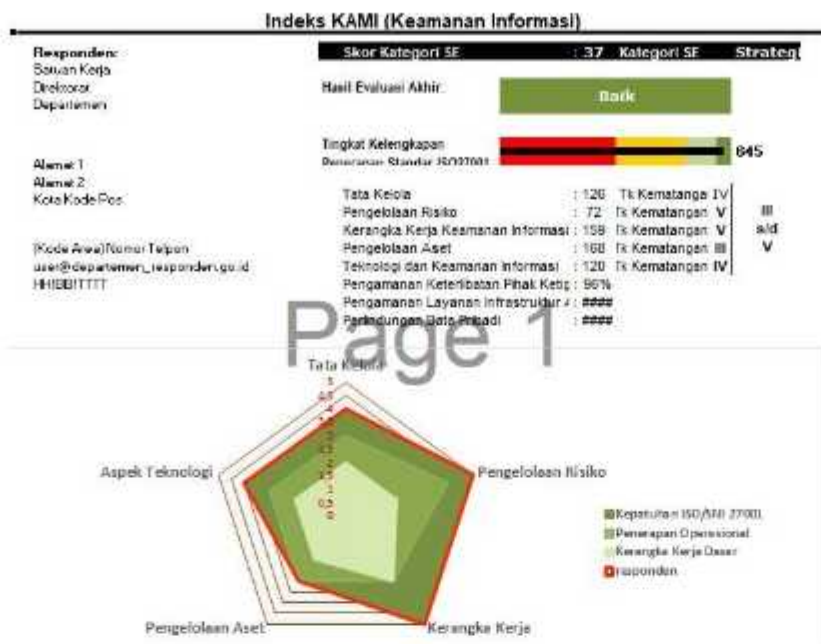 Indeks KAMI (Keamanan Informasi)
Responden:
Satuan Kerja
Direktorat
Departemen
Alamat 1
Alamat 2
Kota Kode Pos
(Kode Area) Nomor Telpon
user@departemen_responden.go.id
HH/BB/TTTT
Skor Kategori SE : 37 Kategori SE Strategi
Hasil Evaluasi Akhir:
Baik
Tingkat Kelengkapan
Penerapan Standar ISO27001
645
Tata Kelola : 126 Tk Kematanga IV
Pengelolaan Risiko : 72 Tk Kematangan V III
Kerangka Kerja Keamanan Informasi : 159 Tk Kematangan V s/d
Pengelolaan Aset : 168 Tk Kematangan III V
Teknologi dan Keamanan Informasi : 120 Tk Kematangan IV
Pengamanan Keterlibatan Pihak Ketig : 96%
Pengamanan Layanan Infrastruktur : ####
Perlindungan Data Pribadi : ####
Page 1
Tata Kelola
Pengelolaan Risiko
Kerangka Kerja
Pengelolaan Aset
Aspek Teknologi
Kepatuhan ISO/SNI 27001
Penerapan Operasional
Kerangka Kerja Dasar
responden